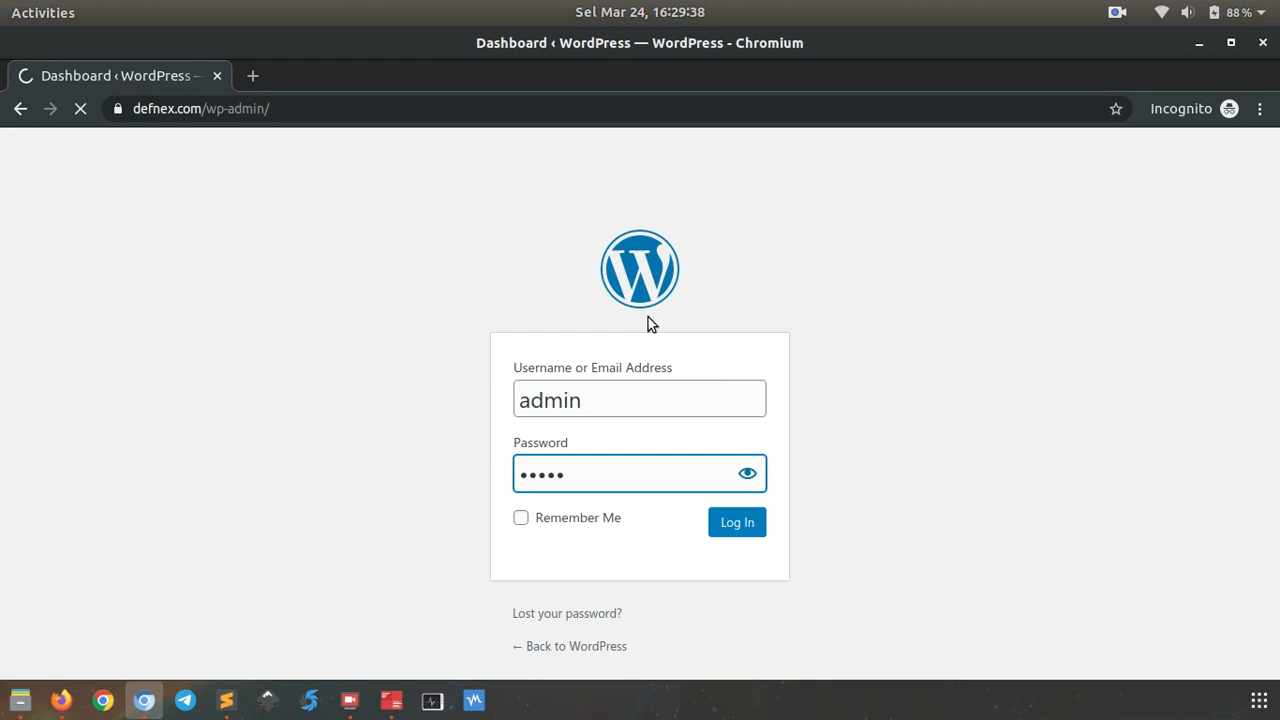 Activities
Sel Mar 24, 16:29:38
88 %
Dashboard ‹ WordPress — WordPress - Chromium
Dashboard ‹ WordPress —
defnex.com/wp-admin/
Incognito
Username or Email Address
admin
Password
•••••
Remember Me
Log In
Lost your password?
← Back to WordPress